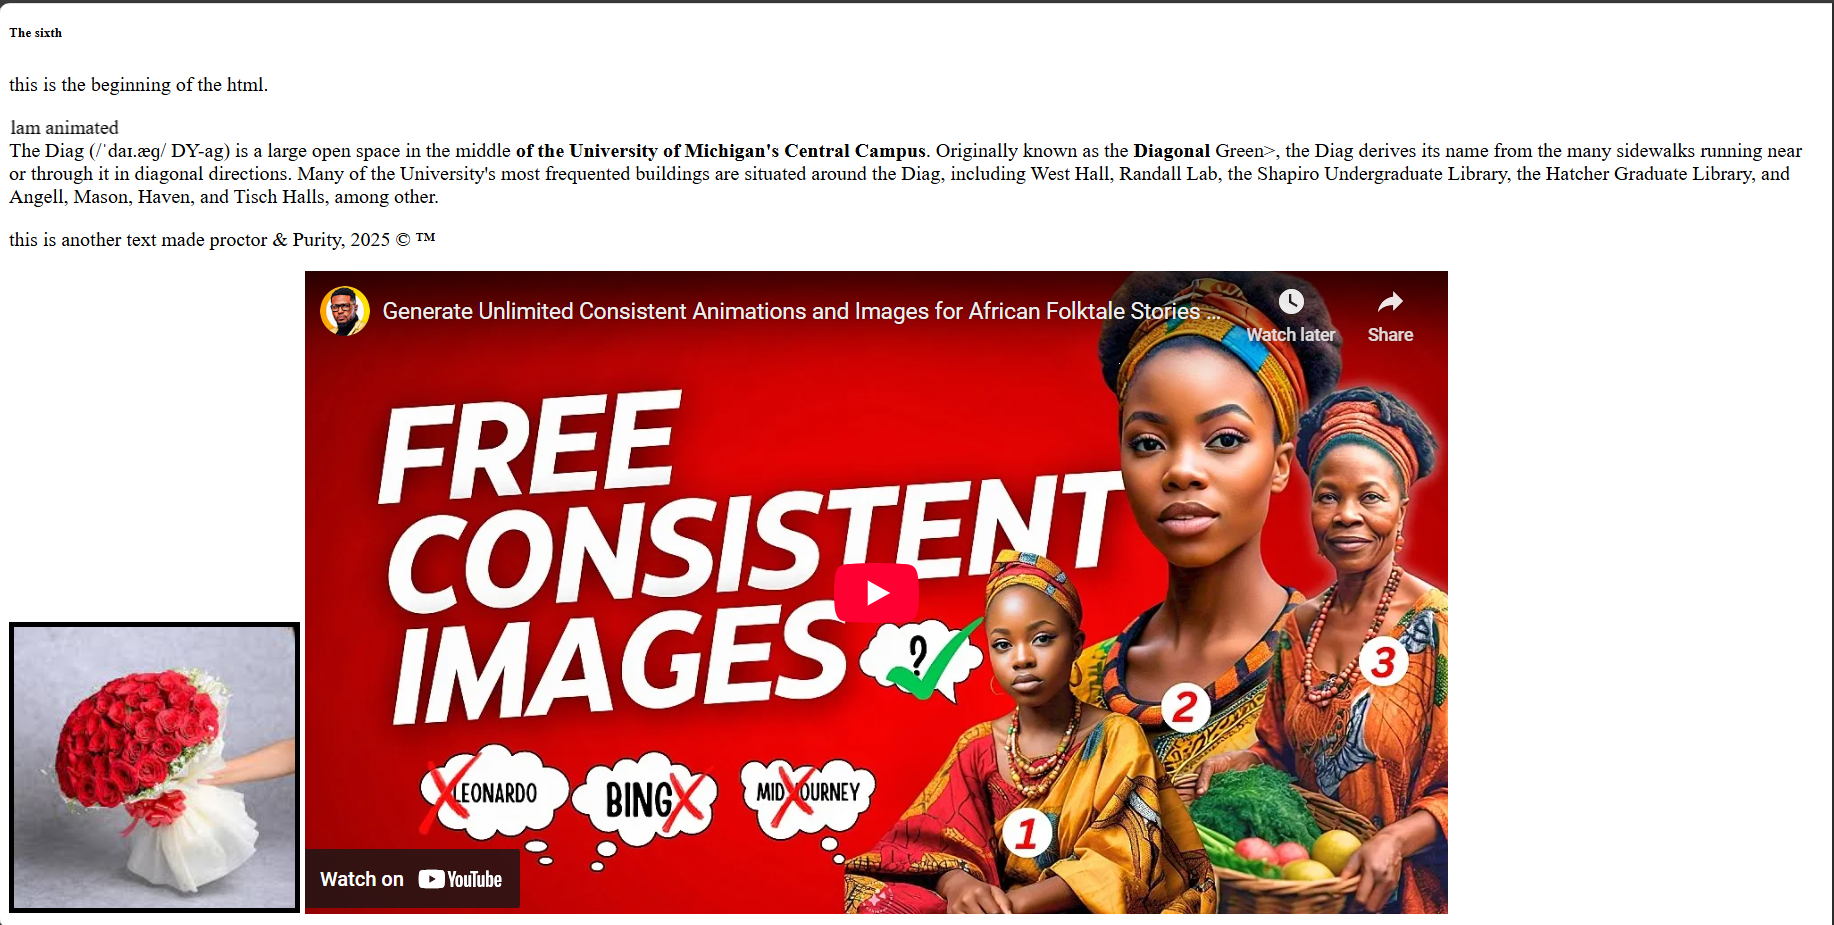 The sixth
this is the beginning of the html.
Iam animated
The Diag (/ˈdaɪ.æɡ/ DY-ag) is a large open space in the middle of the University of Michigan's Central Campus. Originally known as the Diagonal Green>, the Diag derives its name from the many sidewalks running near
or through it in diagonal directions. Many of the University's most frequented buildings are situated around the Diag, including West Hall, Randall Lab, the Shapiro Undergraduate Library, the Hatcher Graduate Library, and
Angell, Mason, Haven, and Tisch Halls, among other.
this is another text made proctor & Purity, 2025 © ™
Generate Unlimited Consistent Animations and Images for African Folktale Stories ...
Watch later
Share
FREE
CONSISTENT
IMAGES
?
LEONARDO
BING
MIDJOURNEY
1
2
3
Watch on YouTube